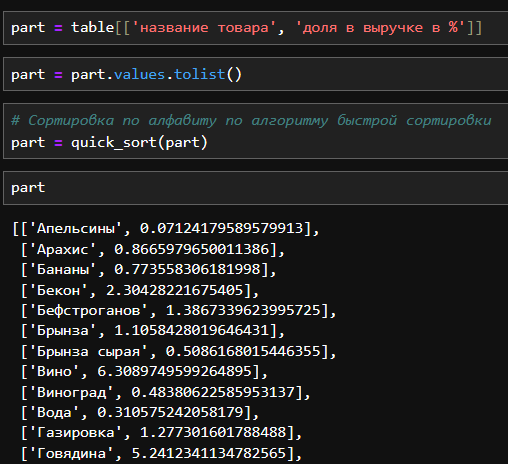 part = table[['название товара', 'доля в выручке в %']]
part = part.values.tolist()
# Сортировка по алфавиту по алгоритму быстрой сортировки
part = quick_sort(part)
part
[['Апельсины', 0.07124179589579913],
['Арахис', 0.8665979650011386],
['Бананы', 0.773558306181998],
['Бекон', 2.30428221675405],
['Бефстроганов', 1.3867339623995725],
['Брынза', 1.1058428019646431],
['Брынза сырая', 0.5086168015446355],
['Вино', 6.3089749599264895],
['Виноград', 0.48380622585953137],
['Вода', 0.310575242058179],
['Газировка', 1.277301601788488],
['Говядина', 5.2412341134782565],